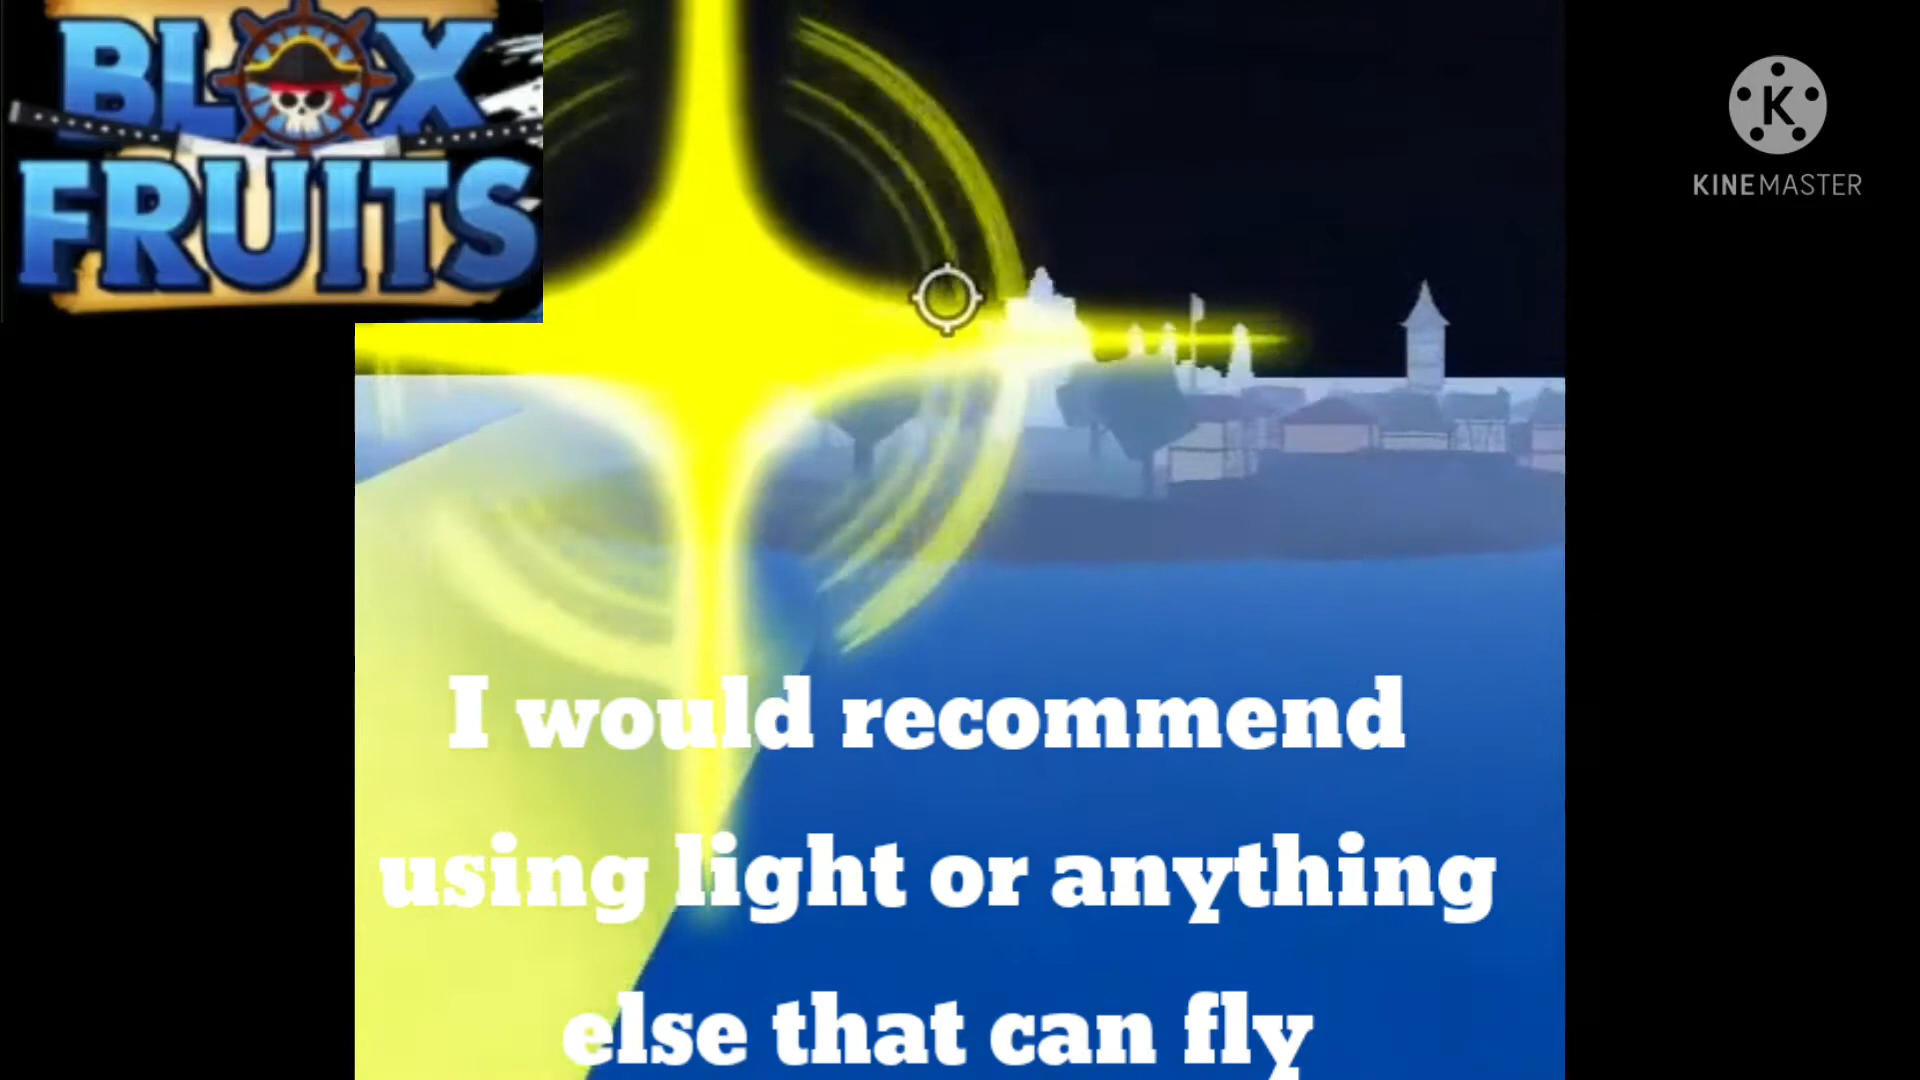 BLOX
FRUITS
K
KINEMASTER
I would recommend
using light or anything
else that can fly